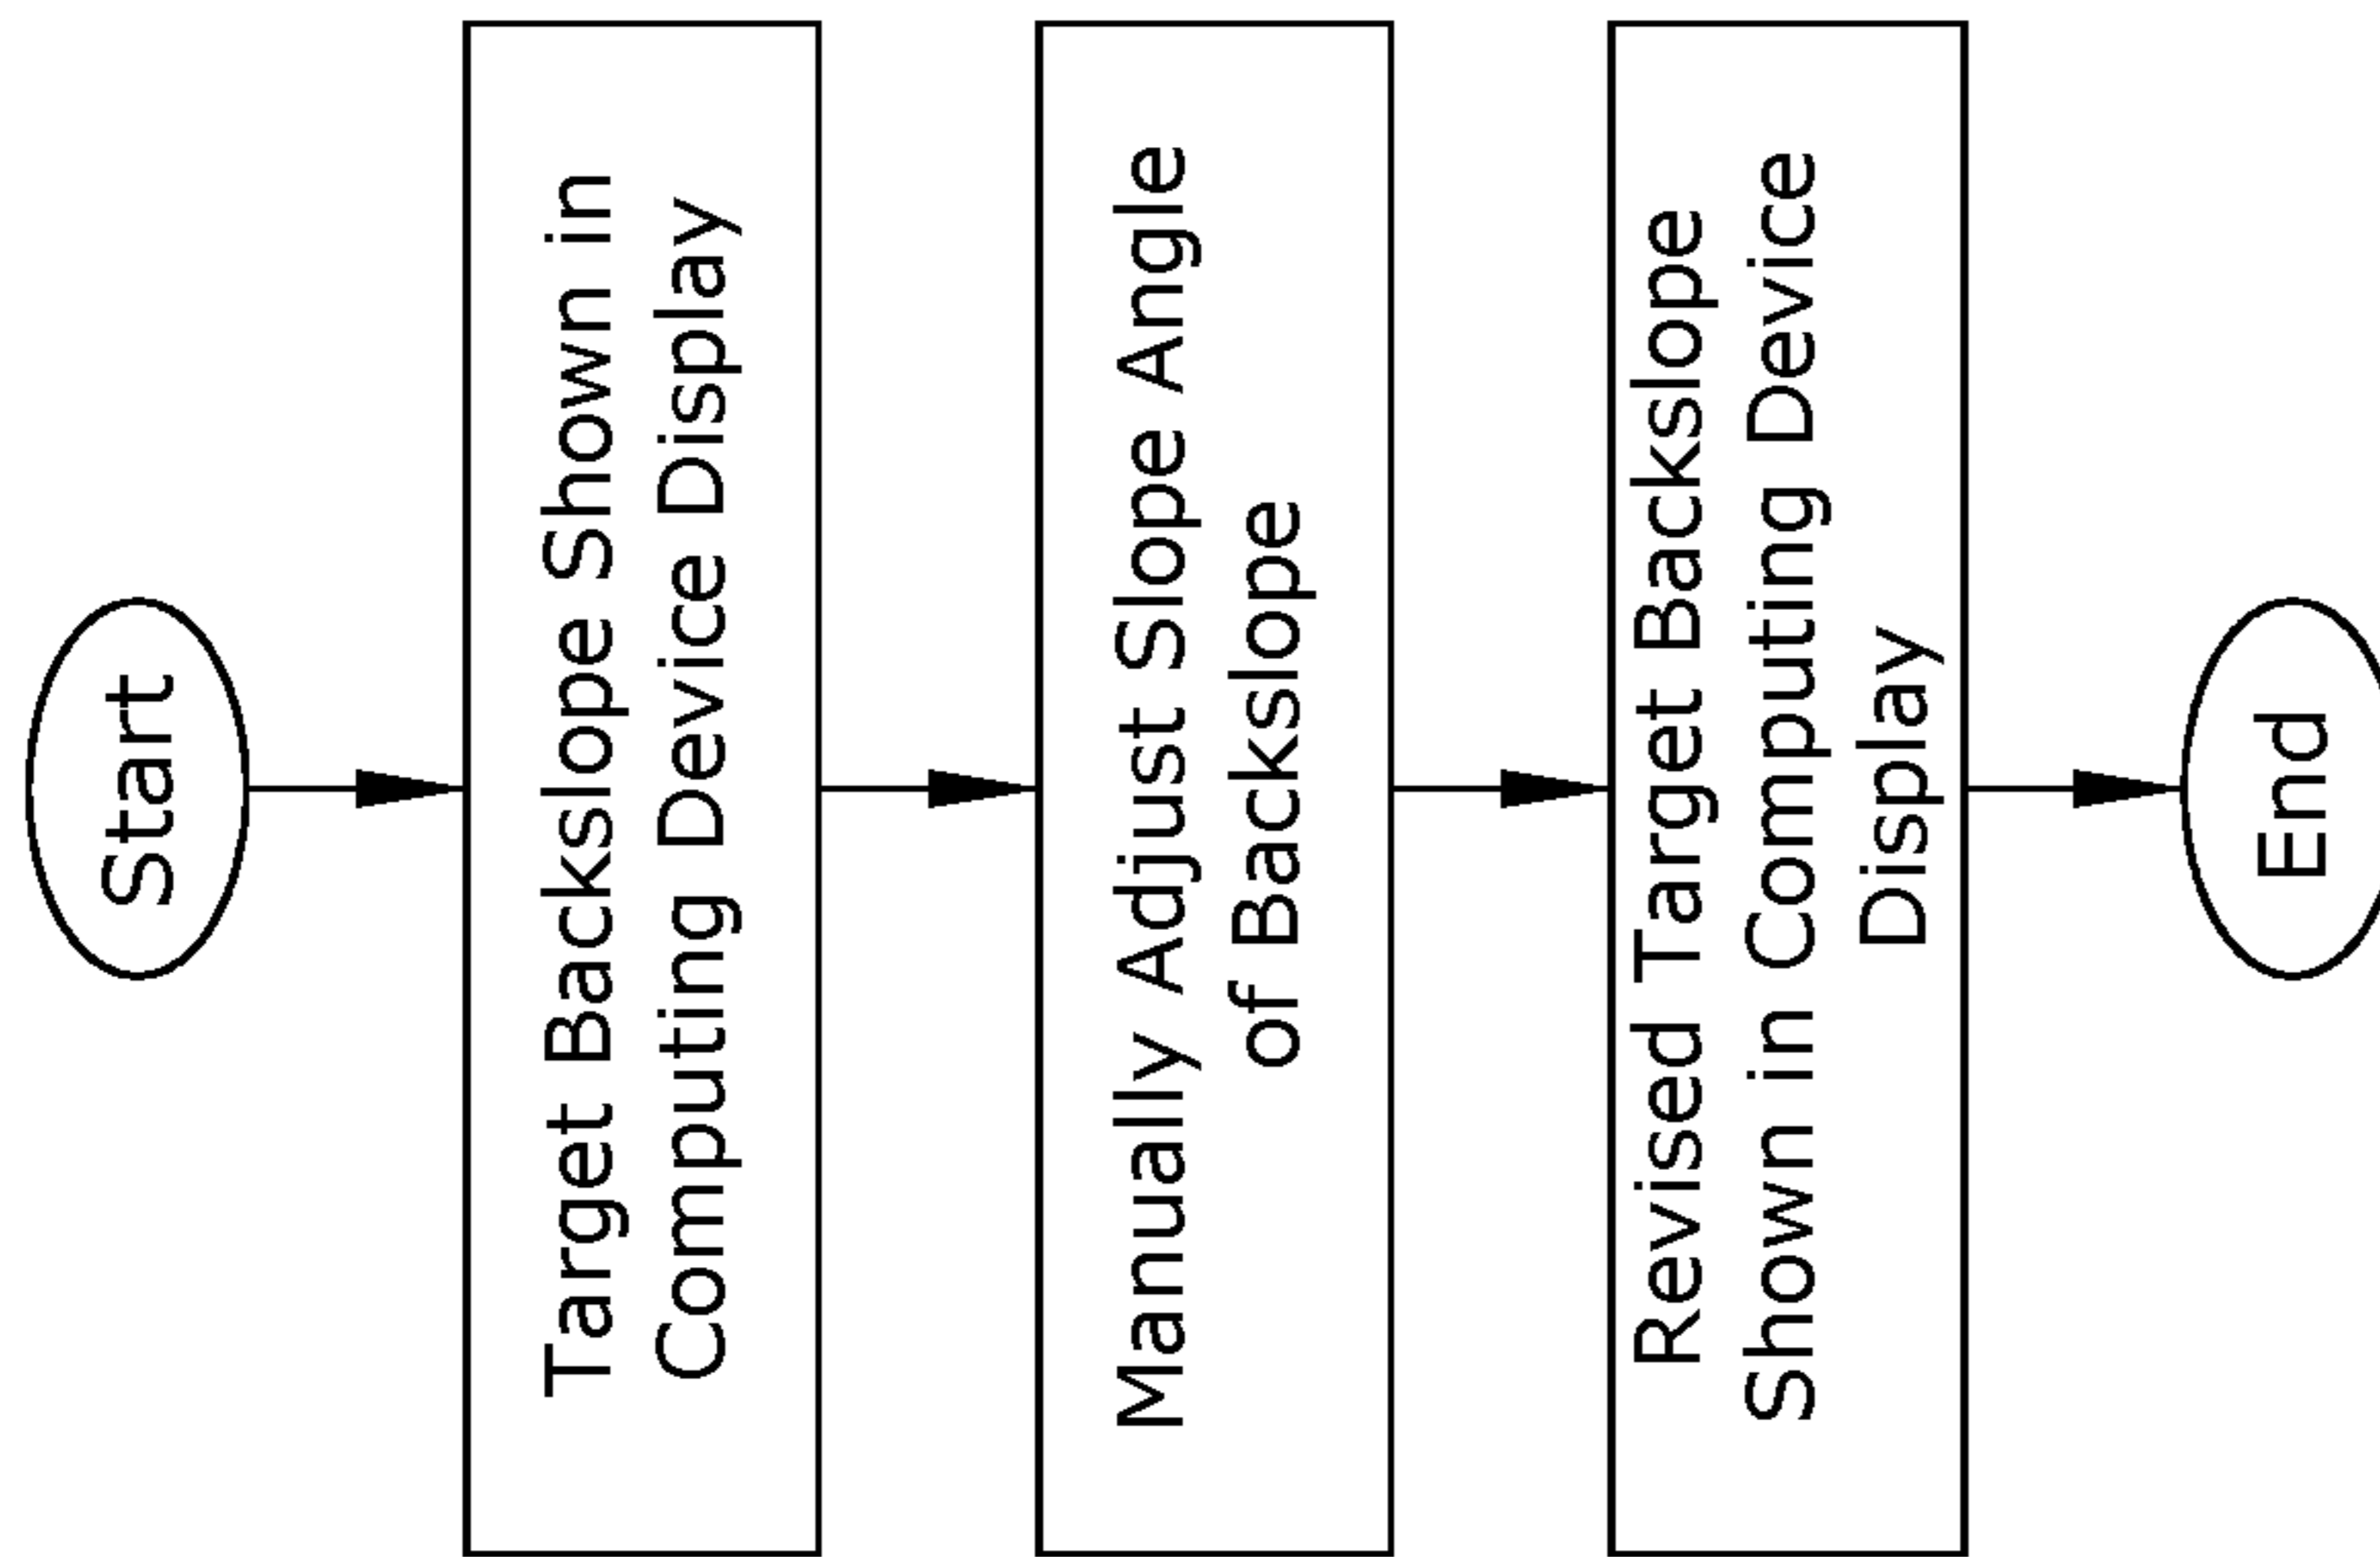 Start
Target Backslope Shown in
Computing Device Display
Manually Adjust Slope Angle
of Backslope
Revised Target Backslope
Shown in Computing Device
Display
End